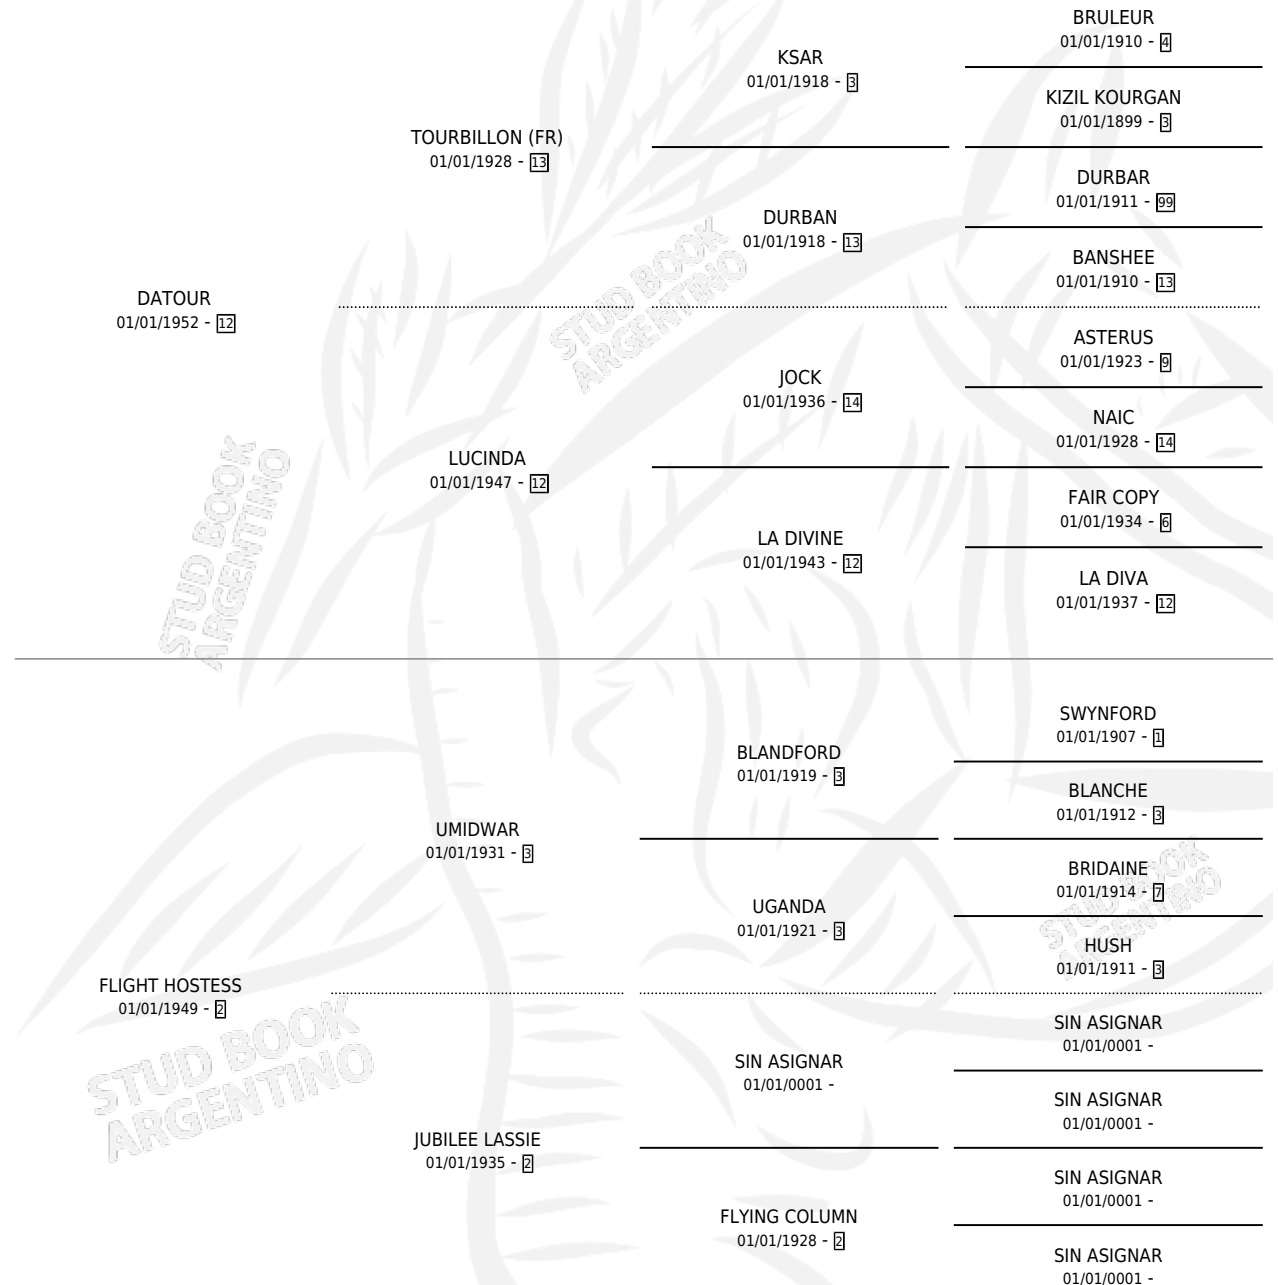 BRULEUR
01/01/1910 - 4
KSAR
01/01/1918 - 3
KIZIL KOURGAN
01/01/1899 - 3
TOURBILLON (FR)
01/01/1928 - 13
DURBAR
01/01/1911 - 99
DURBAN
01/01/1918 - 13
BANSHEE
01/01/1910 - 13
DATOUR
01/01/1952 - 12
ASTERUS
01/01/1923 - 9
JOCK
01/01/1936 - 14
NAIC
01/01/1928 - 14
LUCINDA
01/01/1947 - 12
FAIR COPY
01/01/1934 - 6
LA DIVINE
01/01/1943 - 12
LA DIVA
01/01/1937 - 12
STUD BOOK
ARGENTINO
STUD BOOK
ARGENTINO
SWYNFORD
01/01/1907 - 1
BLANDFORD
01/01/1919 - 3
BLANCHE
01/01/1912 - 3
UMIDWAR
01/01/1931 - 3
BRIDAINE
01/01/1914 - 7
UGANDA
01/01/1921 - 3
HUSH
01/01/1911 - 3
STUD BOOK
ARGENTINO
FLIGHT HOSTESS
01/01/1949 - 2
SIN ASIGNAR
01/01/0001 -
SIN ASIGNAR
01/01/0001 -
SIN ASIGNAR
01/01/0001 -
STUD BOOK
ARGENTINO
JUBILEE LASSIE
01/01/1935 - 2
SIN ASIGNAR
01/01/0001 -
FLYING COLUMN
01/01/1928 - 2
SIN ASIGNAR
01/01/0001 -